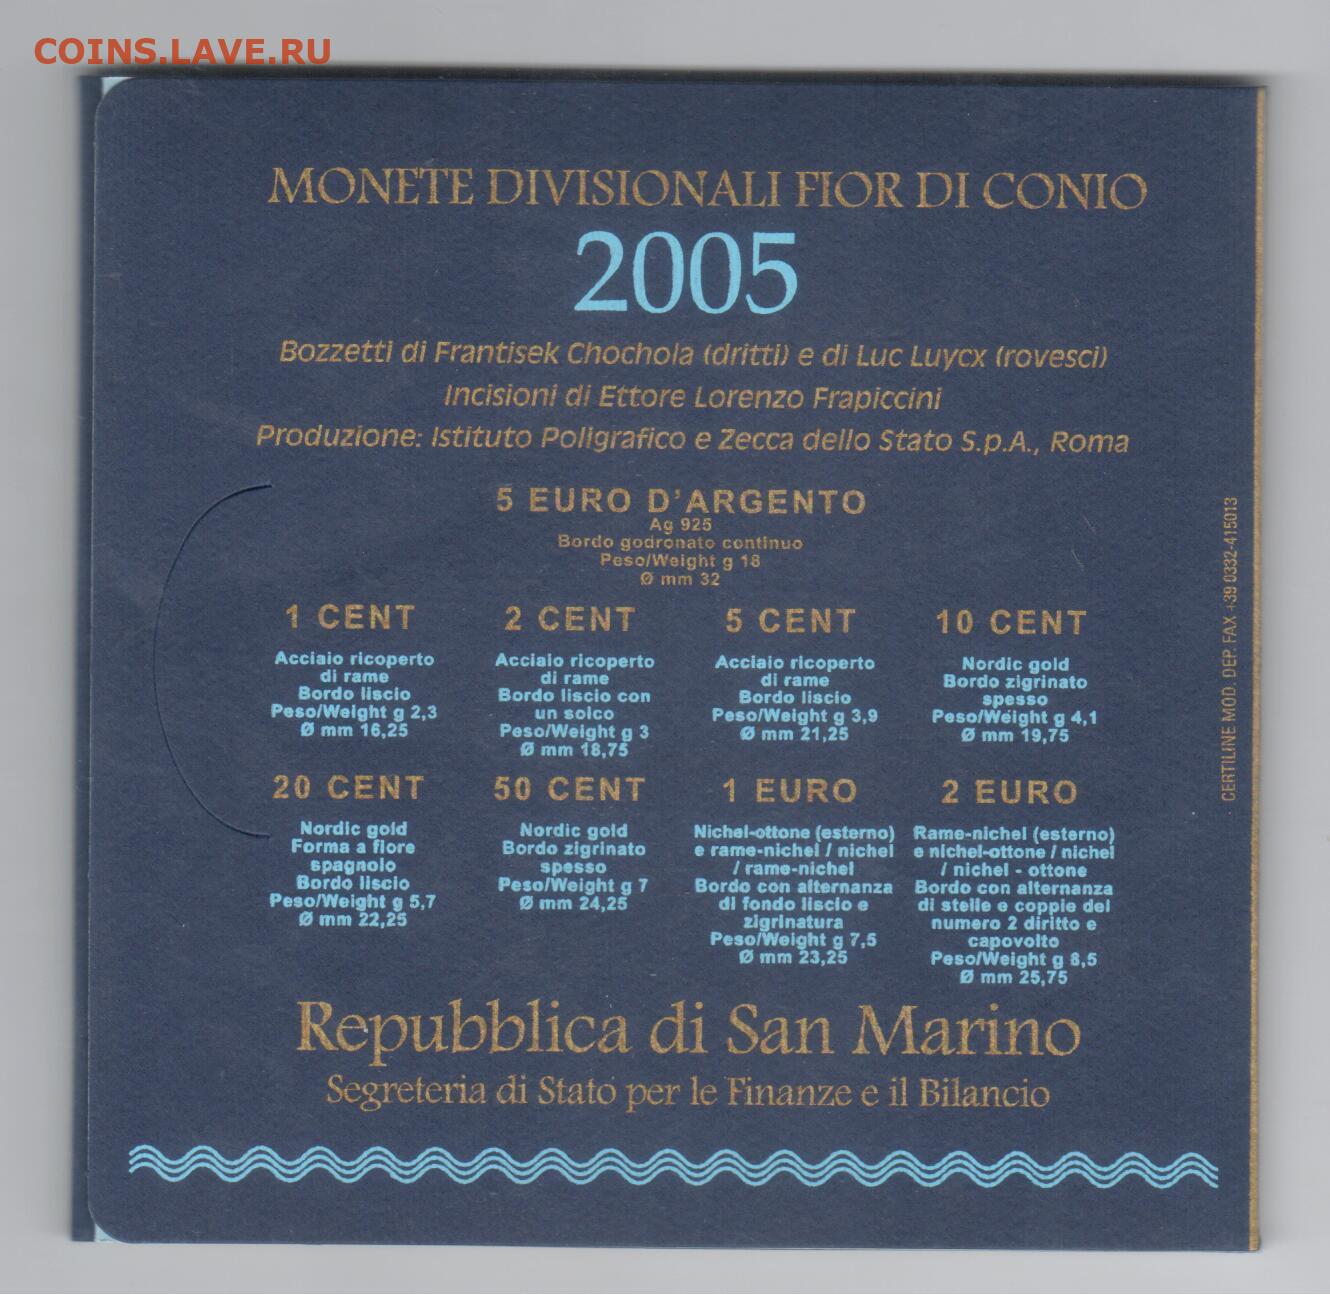 COINS.LAVE.RU
MONETE DIVISIONALI FIOR DI CONIO
2005
Bozzetti di Frantisek Chochola (dritti) e di Luc Luycx (rovesci)
Incisioni di Ettore Lorenzo Frapiccini
Produzione: Istituto Poligrafico e Zecca dello Stato S.p.A., Roma
5 EURO D'ARGENTO
Ag 925
Bordo godronato continuo
Peso/Weight g 18
Ø mm 32
1 CENT
Acciaio ricoperto
di rame
Bordo liscio
Peso/Weight g 2,3
Ø mm 16,25
2 CENT
Acciaio ricoperto
di rame
Bordo liscio con
un solco
Peso/Weight g 3
Ø mm 18,75
5 CENT
Acciaio ricoperto
di rame
Bordo liscio
Peso/Weight g 3,9
Ø mm 21,25
10 CENT
Nordic gold
Bordo zigrinato
spesso
Peso/Weight g 4,1
Ø mm 19,75
20 CENT
Nordic gold
Forma a fiore
spagnolo
Bordo liscio
Peso/Weight g 5,7
Ø mm 22,25
50 CENT
Nordic gold
Bordo zigrinato
spesso
Peso/Weight g 7
Ø mm 24,25
1 EURO
Nichel-ottone (esterno)
e rame-nichel / nichel
/ rame-nichel
Bordo con alternanza
di fondo liscio e
zigrinatura
Peso/Weight g 7,5
Ø mm 23,25
2 EURO
Rame-nichel (esterno)
e nichel-ottone / nichel
/ nichel - ottone
Bordo con alternanza
di stelle e coppie del
numero 2 diritto e
capovolto
Peso/Weight g 8,5
Ø mm 25,75
Repubblica di San Marino
Segreteria di Stato per le Finanze e il Bilancio
CERTILINE MOD. DEP. FAX +39 0332-415013